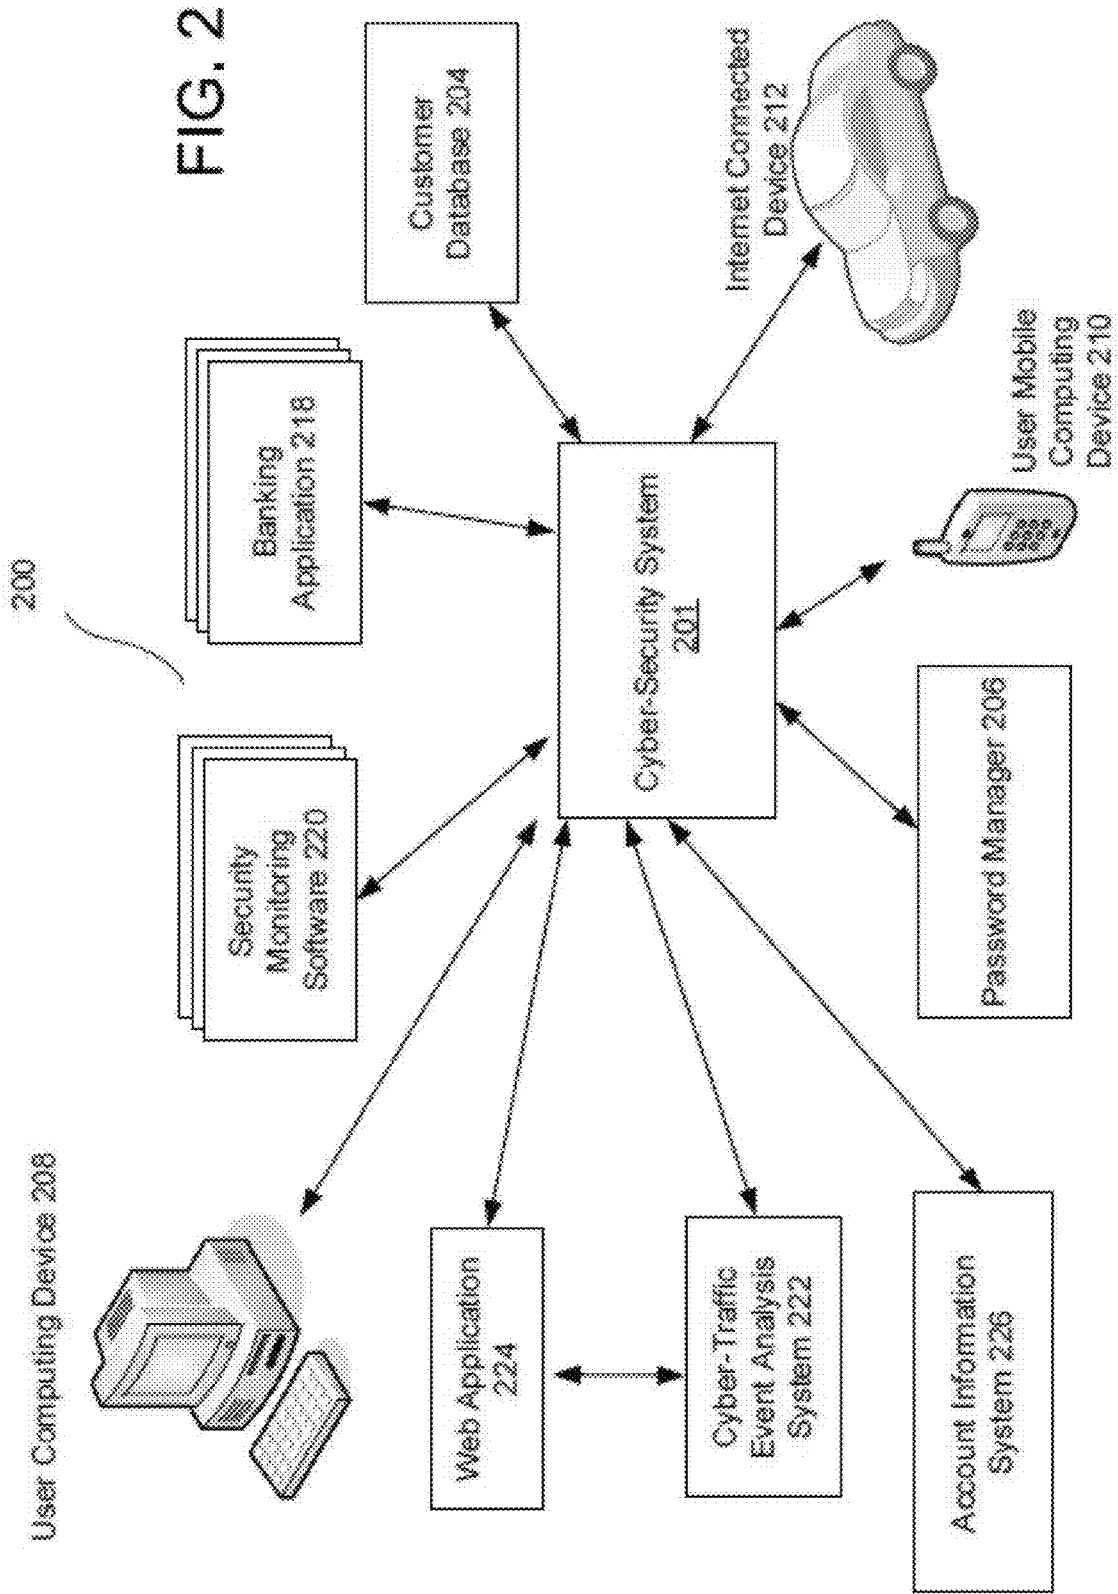 FIG. 2
200
User Computing Device 208
Security
Monitoring
Software 220
Banking
Application 218
Customer
Database 204
Web Application
224
Cyber-Security System
201
Internet Connected
Device 212
Cyber-Traffic
Event Analysis
System 222
Account Information
System 226
Password Manager 206
User Mobile
Computing
Device 210